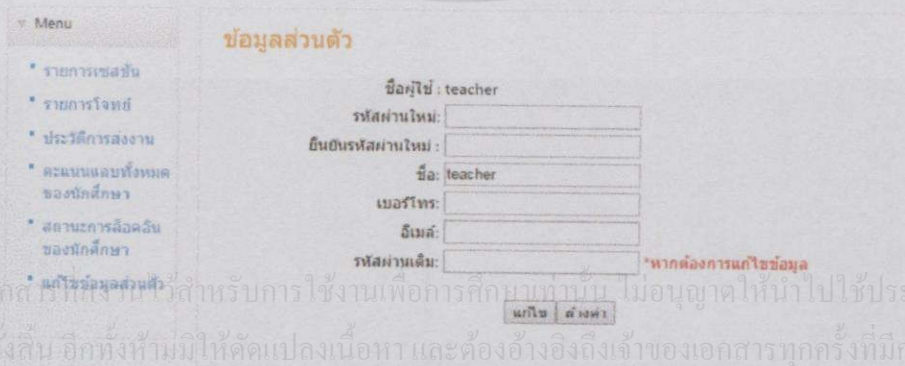 Menu
รายการเซสชัน
รายการโจทย์
ประวัติการส่งงาน
คะแนนสอบทั้งหมด
ของนักศึกษา
สถานะการล็อคอิน
ของนักศึกษา
แก้ไขข้อมูลส่วนตัว
ข้อมูลส่วนตัว
ชื่อผู้ใช้ : teacher
รหัสผ่านใหม่:
ยืนยันรหัสผ่านใหม่ :
ชื่อ: teacher
เบอร์โทร:
อีเมล์:
รหัสผ่านเดิม: *หากต้องการแก้ไขข้อมูล
แก้ไข ล้างค่า
สำหรับการใช้งานเพื่อการศึกษาเท่านั้น ไม่อนุญาตให้นำไปใช้ประ
อีกทั้งห้ามมิให้ดัดแปลงเนื้อหา และต้องอ้างอิงถึงเจ้าของเอกสารทุกครั้งที่มี